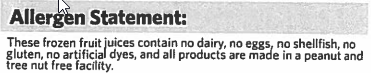 Allergen Statement:
These frozen fruit juices contain no dairy, no eggs, no shellfish, no
gluten, no artificial dyes, and all products are made in a peanut and
tree nut free facility.